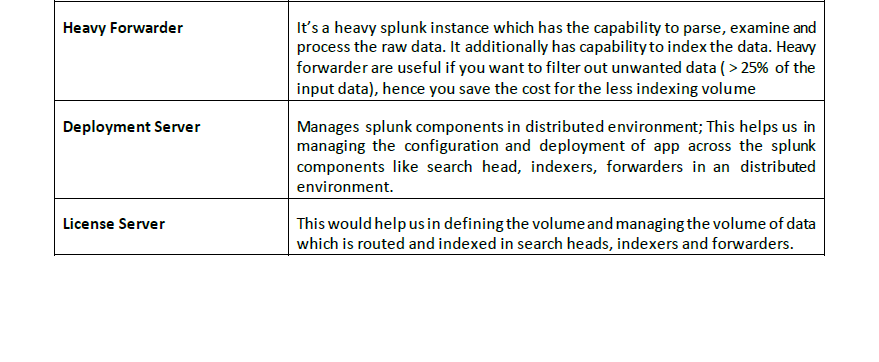 Heavy Forwarder
It's a heavy splunk instance which has the capability to parse, examine and
process the raw data. It additionally has capability to index the data. Heavy
forwarder are useful if you want to filter out unwanted data ( > 25% of the
input data), hence you save the cost for the less indexing volume
Deployment Server
Manages splunk components in distributed environment; This helps us in
managing the configuration and deployment of app across the splunk
components like search head, indexers, forwarders in an distributed
environment.
License Server
This would help us in defining the volume and managing the volume of data
which is routed and indexed in search heads, indexers and forwarders.